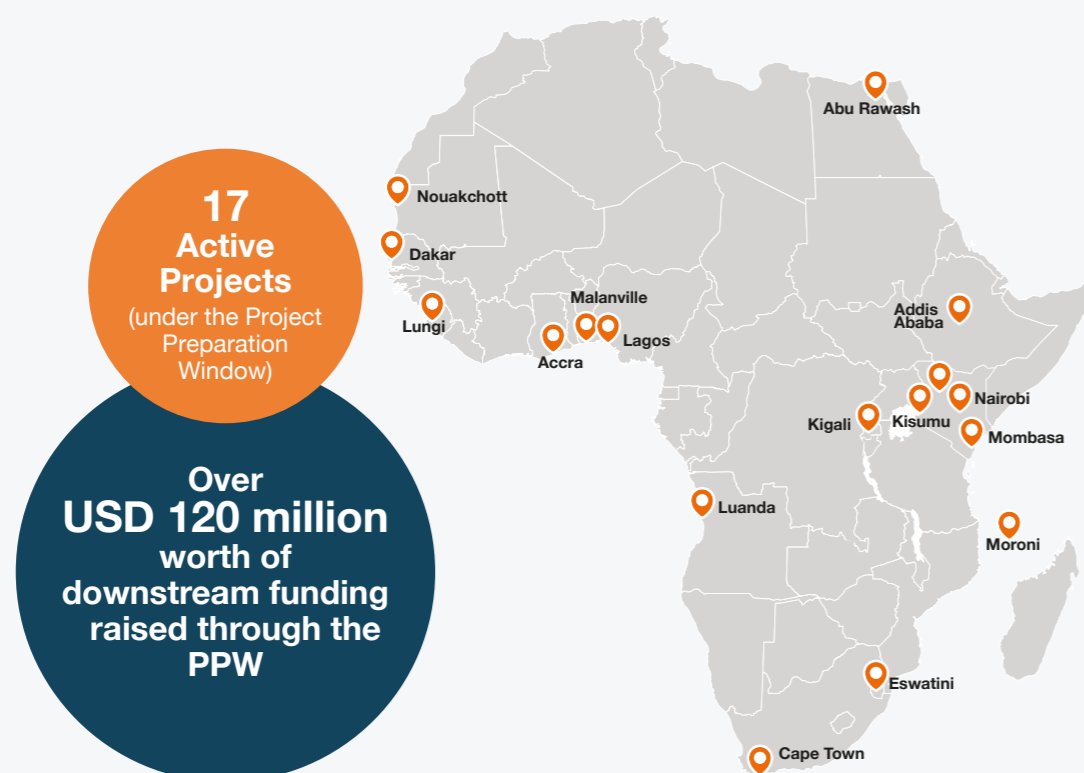 17
Active
Projects
(under the Project
Preparation
Window)
Over
USD 120 million
worth of
downstream funding
raised through the
PPW
Abu Rawash
Nouakchott
Dakar
Lungi
Malanville
Accra
Lagos
Addis
Ababa
Kigali
Kisumu
Nairobi
Mombasa
Luanda
Moroni
Eswatini
Cape Town